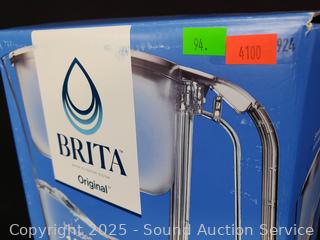 94.
4100
924
BRITA
Original
Copyright 2025 - Sound Auction Service